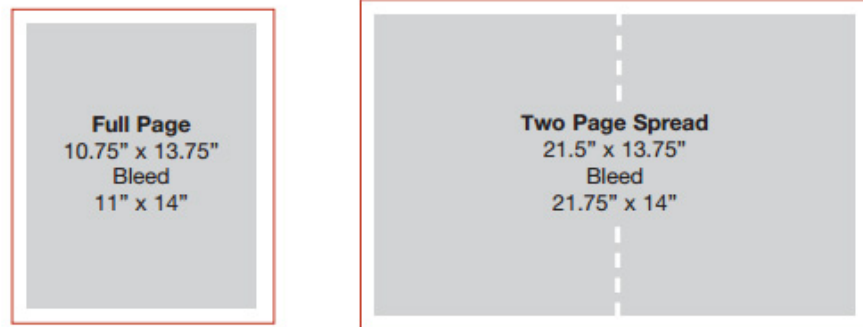 Full Page
10.75” x 13.75”
Bleed
11” x 14”
Two Page Spread
21.5” x 13.75”
Bleed
21.75” x 14”